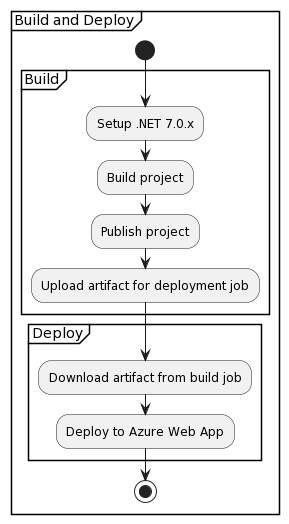 Build and Deploy
Build
Setup .NET 7.0.x
Build project
Publish project
Upload artifact for deployment job
Deploy
Download artifact from build job
Deploy to Azure Web App